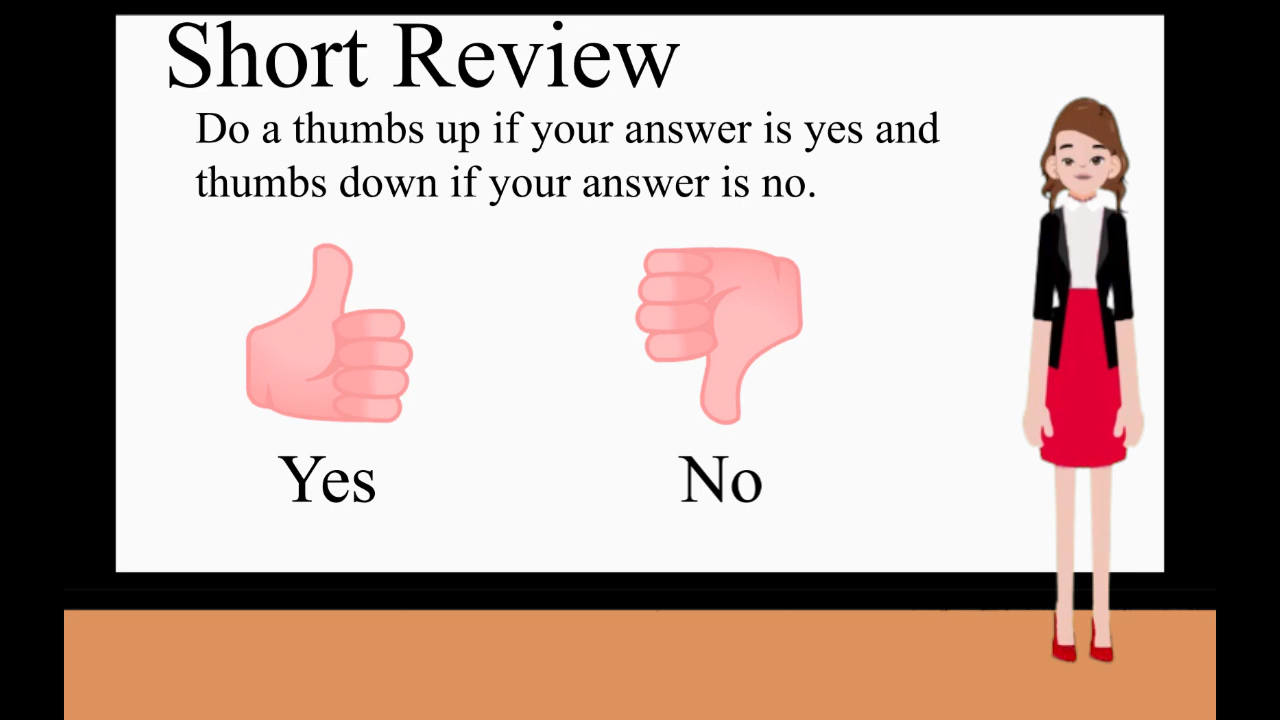 Short Review
Do a thumbs up if your answer is yes and
thumbs down if your answer is no.
Yes
No